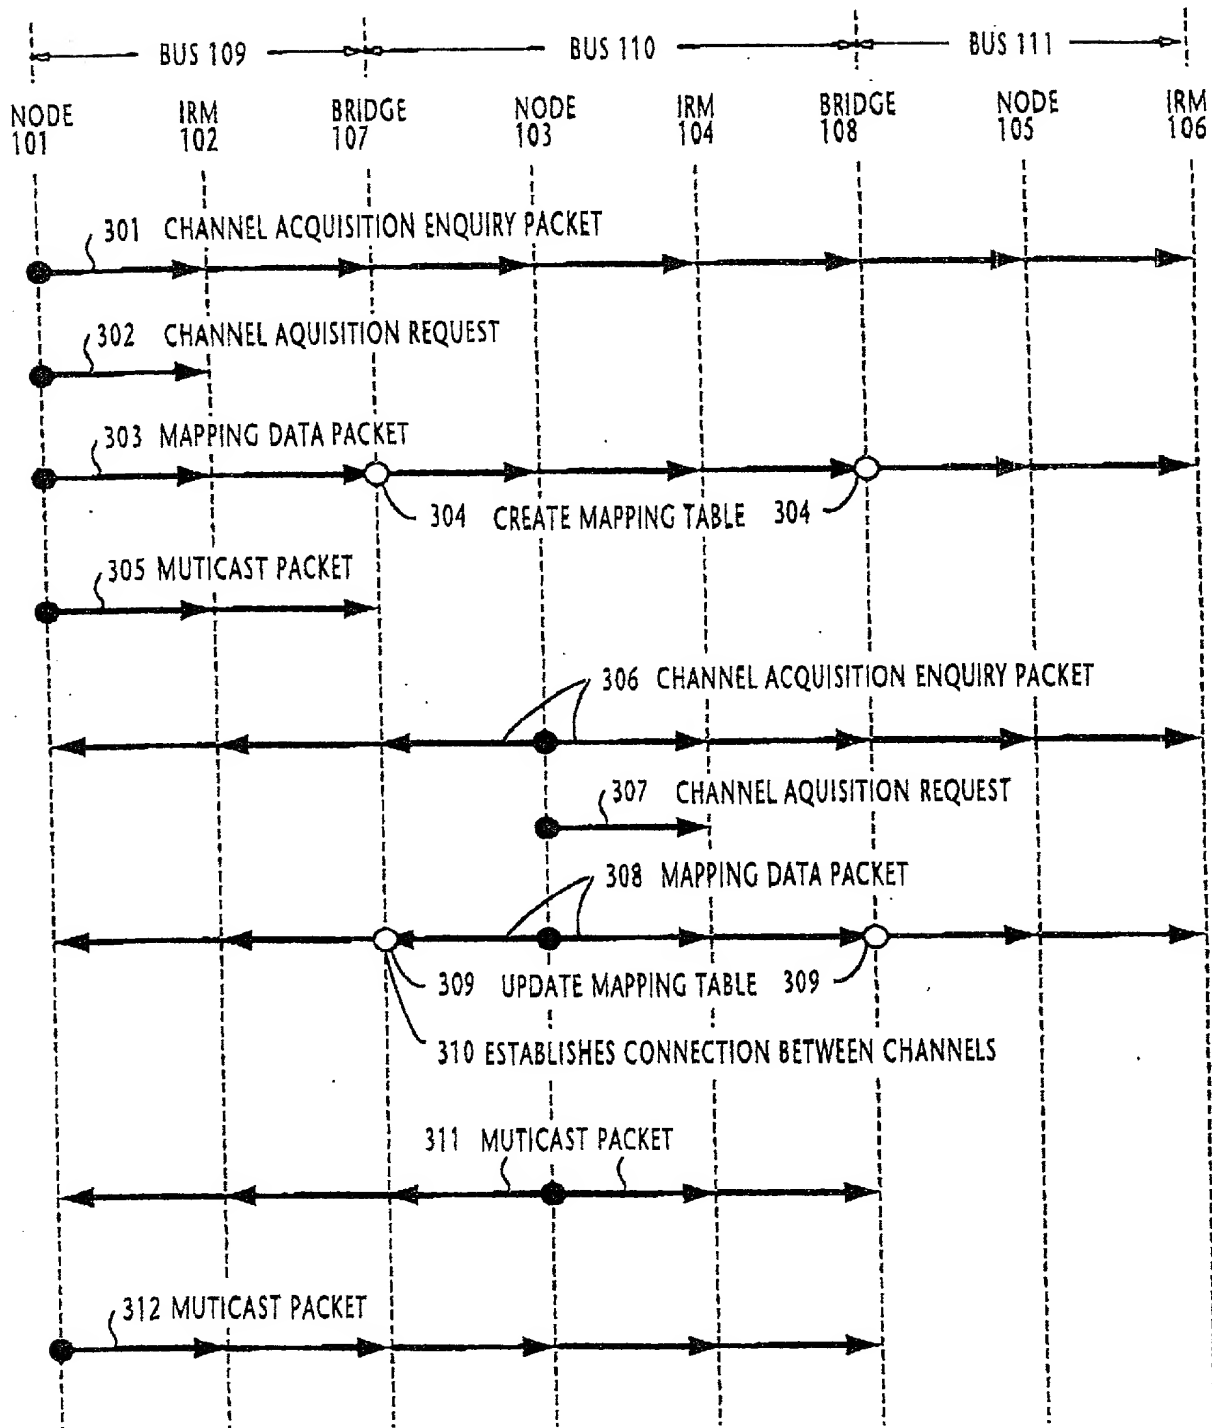 BUS 109 BUS 110 BUS 111
NODE 101
IRM 102
BRIDGE 107
NODE 103
IRM 104
BRIDGE 108
NODE 105
IRM 106
301 CHANNEL ACQUISITION ENQUIRY PACKET
302 CHANNEL AQUISITION REQUEST
303 MAPPING DATA PACKET
304 CREATE MAPPING TABLE 304
305 MUTICAST PACKET
306 CHANNEL ACQUISITION ENQUIRY PACKET
307 CHANNEL AQUISITION REQUEST
308 MAPPING DATA PACKET
309 UPDATE MAPPING TABLE 309
310 ESTABLISHES CONNECTION BETWEEN CHANNELS
311 MUTICAST PACKET
312 MUTICAST PACKET